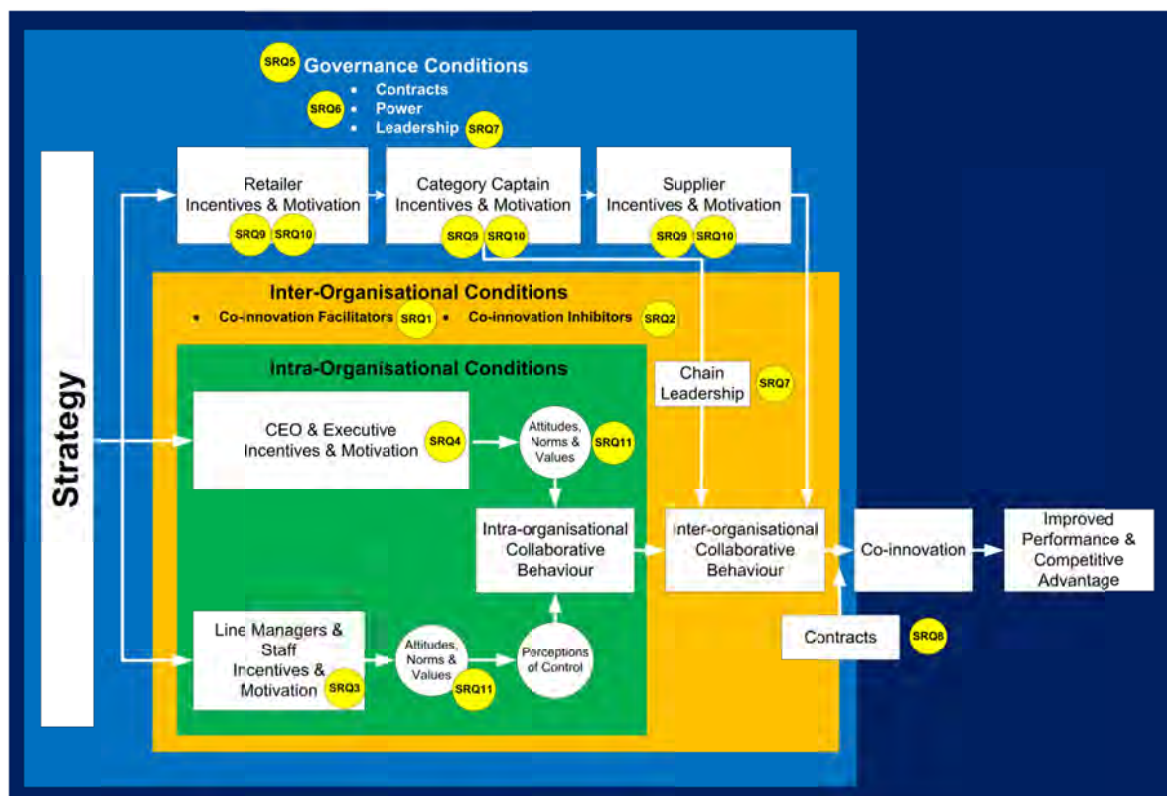 SRQ5 Governance Conditions
• Contracts
SRQ6 • Power
• Leadership SRQ7
Retailer
Incentives & Motivation
SRQ9 SRQ10
Category Captain
Incentives & Motivation
SRQ9 SRQ10
Supplier
Incentives & Motivation
SRQ9 SRQ10
Strategy
Inter-Organisational Conditions
• Co-innovation Facilitators SRQ1 • Co-innovation Inhibitors SRQ2
Intra-Organisational Conditions
Chain
Leadership
SRQ7
CEO & Executive
Incentives & Motivation
SRQ4
Attitudes,
Norms &
Values
SRQ11
Intra-organisational
Collaborative
Behaviour
Inter-organisational
Collaborative
Behaviour
Co-innovation
Improved
Performance &
Competitive
Advantage
Line Managers &
Staff
Incentives &
Motivation
SRQ3
Attitudes,
Norms &
Values
SRQ11
Perceptions
of Control
Contracts
SRQ8